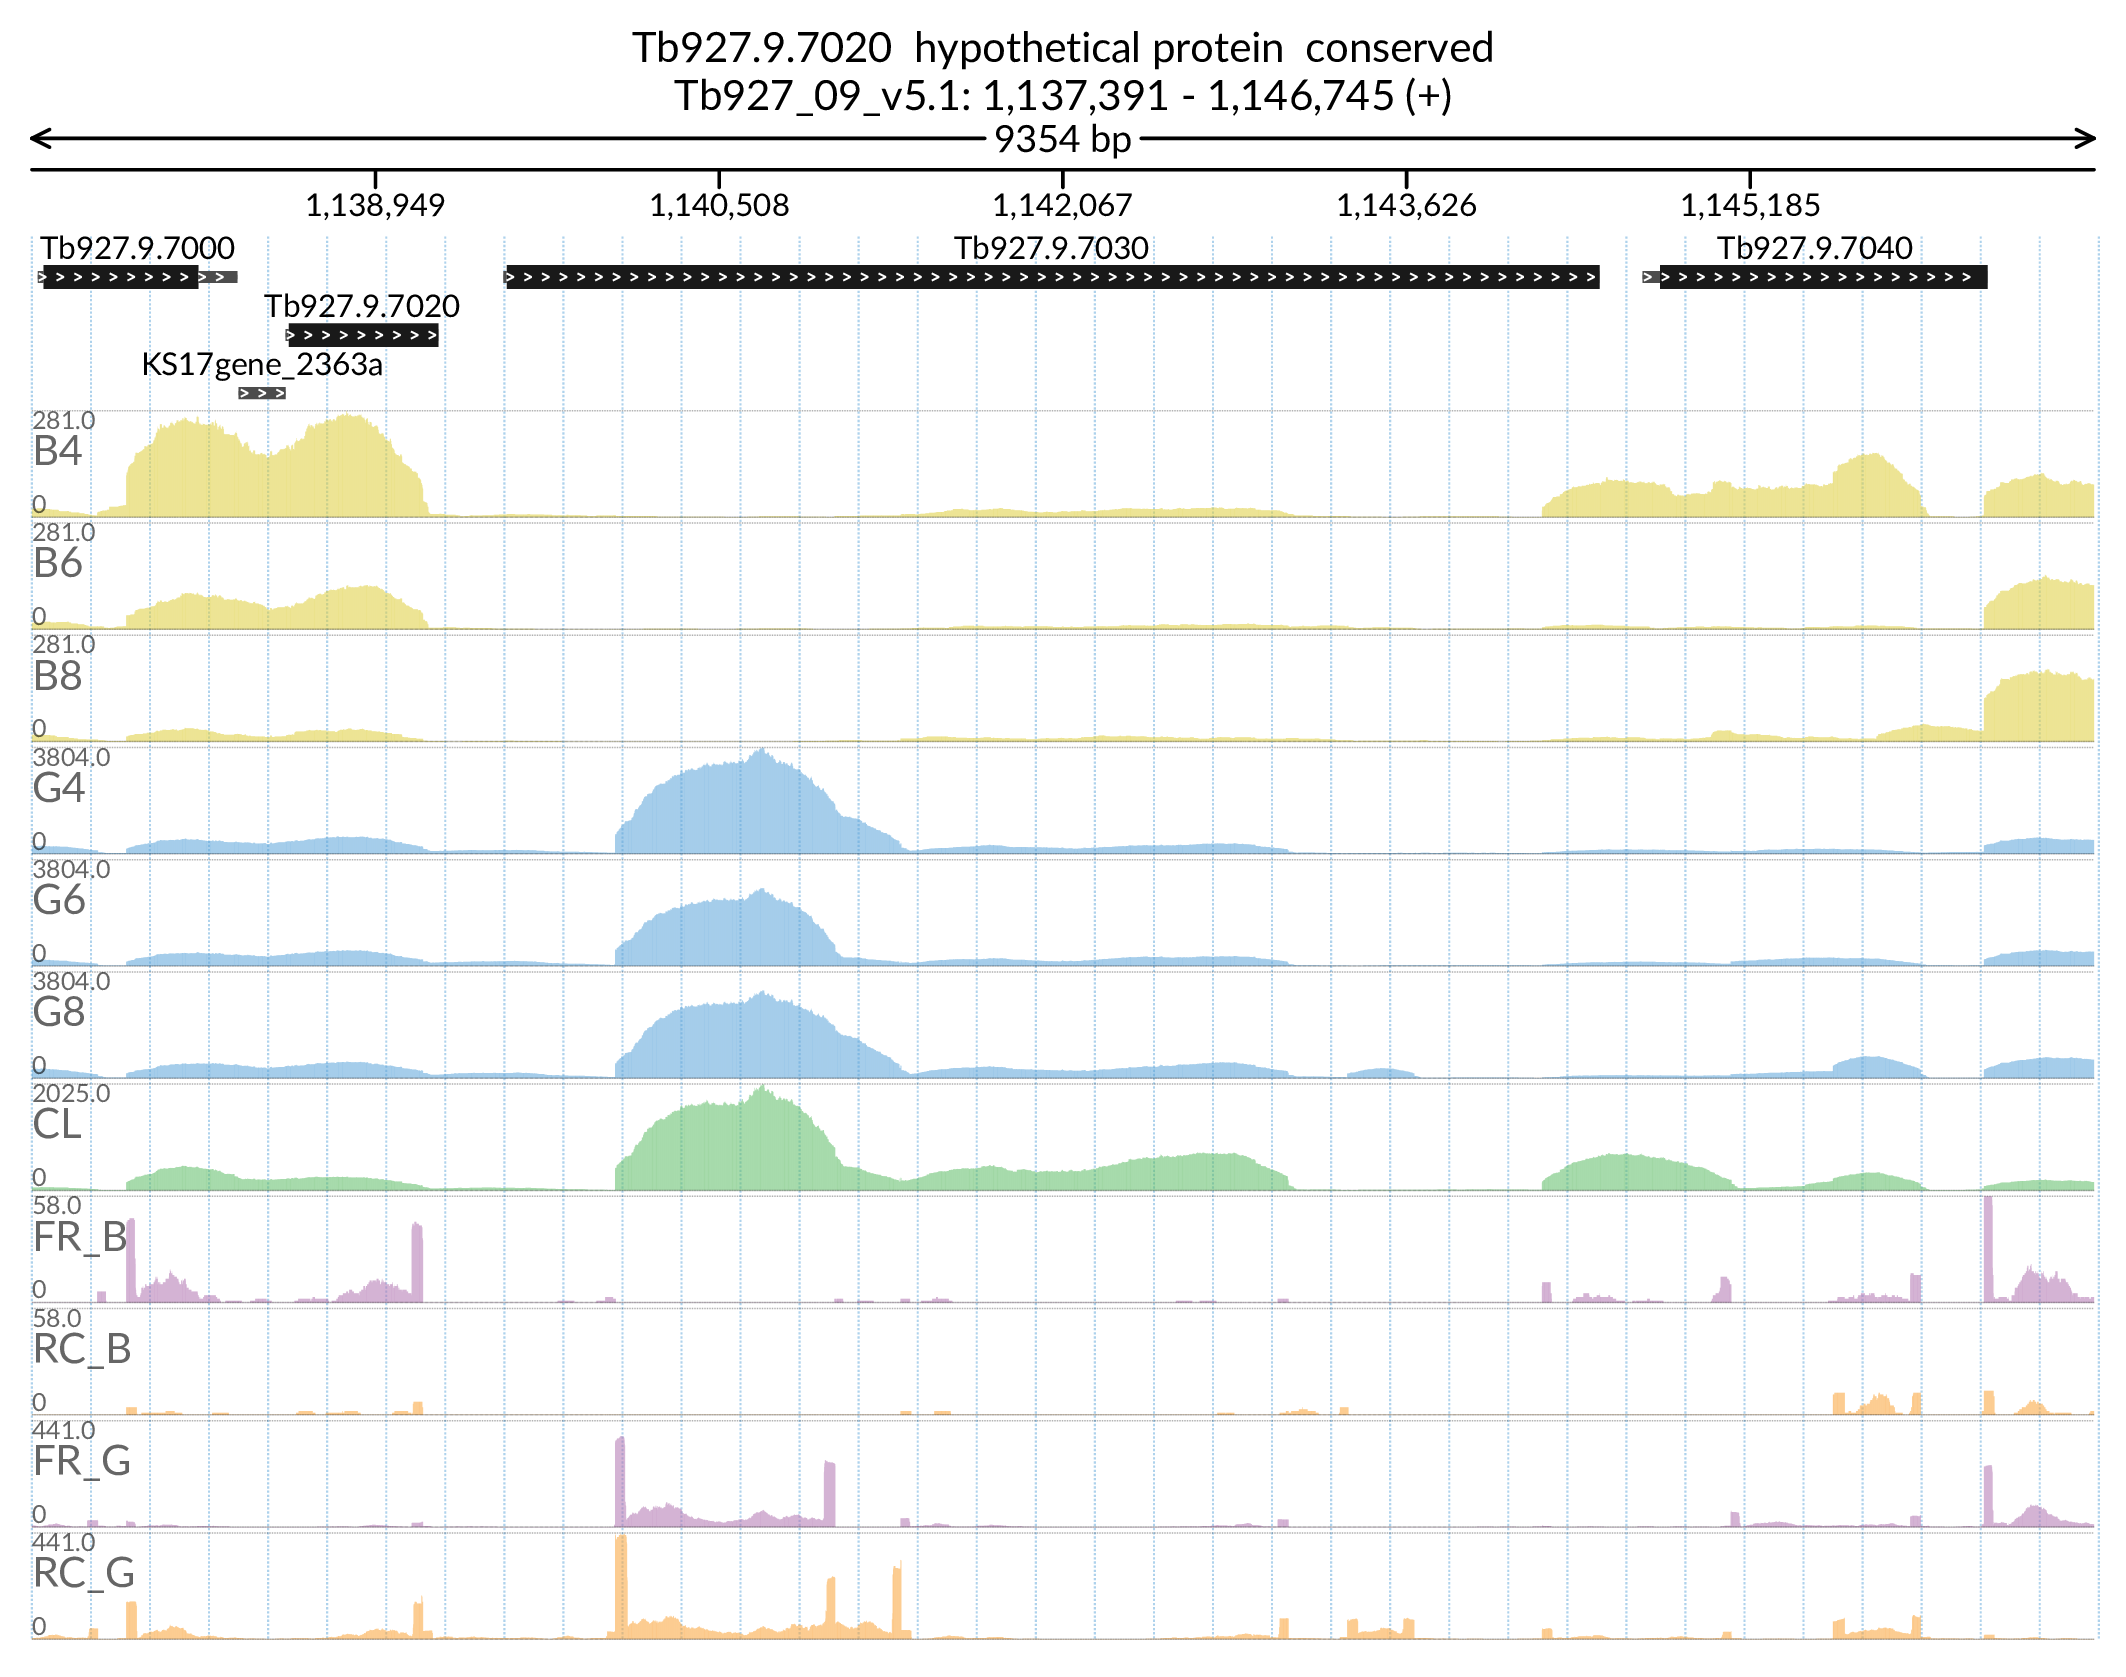 Tb927.9.7020 hypothetical protein conserved
Tb927_09_v5.1: 1,137,391 - 1,146,745 (+)
9354 bp
1,138,949 1,140,508 1,142,067 1,143,626 1,145,185
Tb927.9.7000 Tb927.9.7030 Tb927.9.7040
Tb927.9.7020
KS17gene_2363a
281.0
B4
0
281.0
B6
0
281.0
B8
0
3804.0
G4
0
3804.0
G6
0
3804.0
G8
0
2025.0
CL
0
58.0
FR_B
0
58.0
RC_B
0
441.0
FR_G
0
441.0
RC_G
0